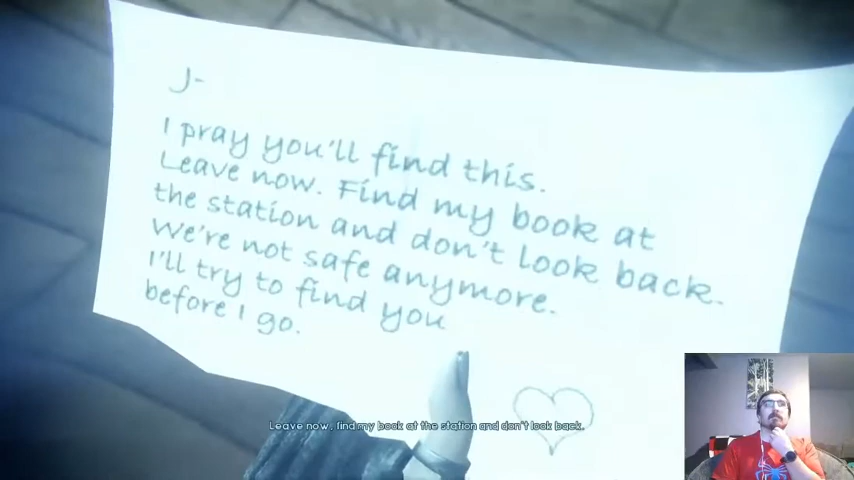 J-
I pray you'll find this.
Leave now. Find my book at
the station and don't look back.
We're not safe anymore.
I'll try to find you
before I go.
Leave now, find my book at the station and don't look back.